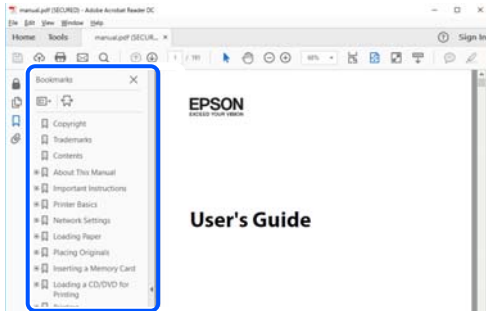 manual.pdf (SECURED) - Adobe Acrobat Reader DC
File Edit View Window Help
Home Tools manual.pdf (SECUR... × Sign In
1 / 111
Bookmarks
Copyright
Trademarks
Contents
About This Manual
Important Instructions
Printer Basics
Network Settings
Loading Paper
Placing Originals
Inserting a Memory Card
Loading a CD/DVD for
Printing
EPSON
EXCEED YOUR VISION
User's Guide